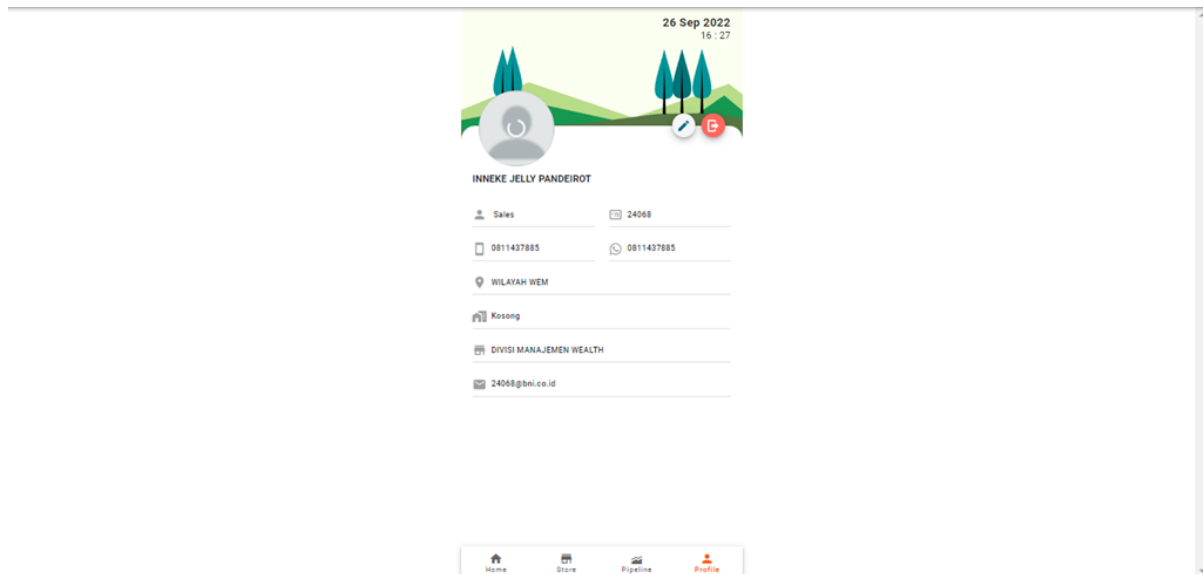 26 Sep 2022
16 : 27
INNEKE JELLY PANDEIROT
Sales
24068
0811437885
0811437885
WILAYAH WEM
Kosong
DIVISI MANAJEMEN WEALTH
24068@bni.co.id
Home
Store
Pipeline
Profile